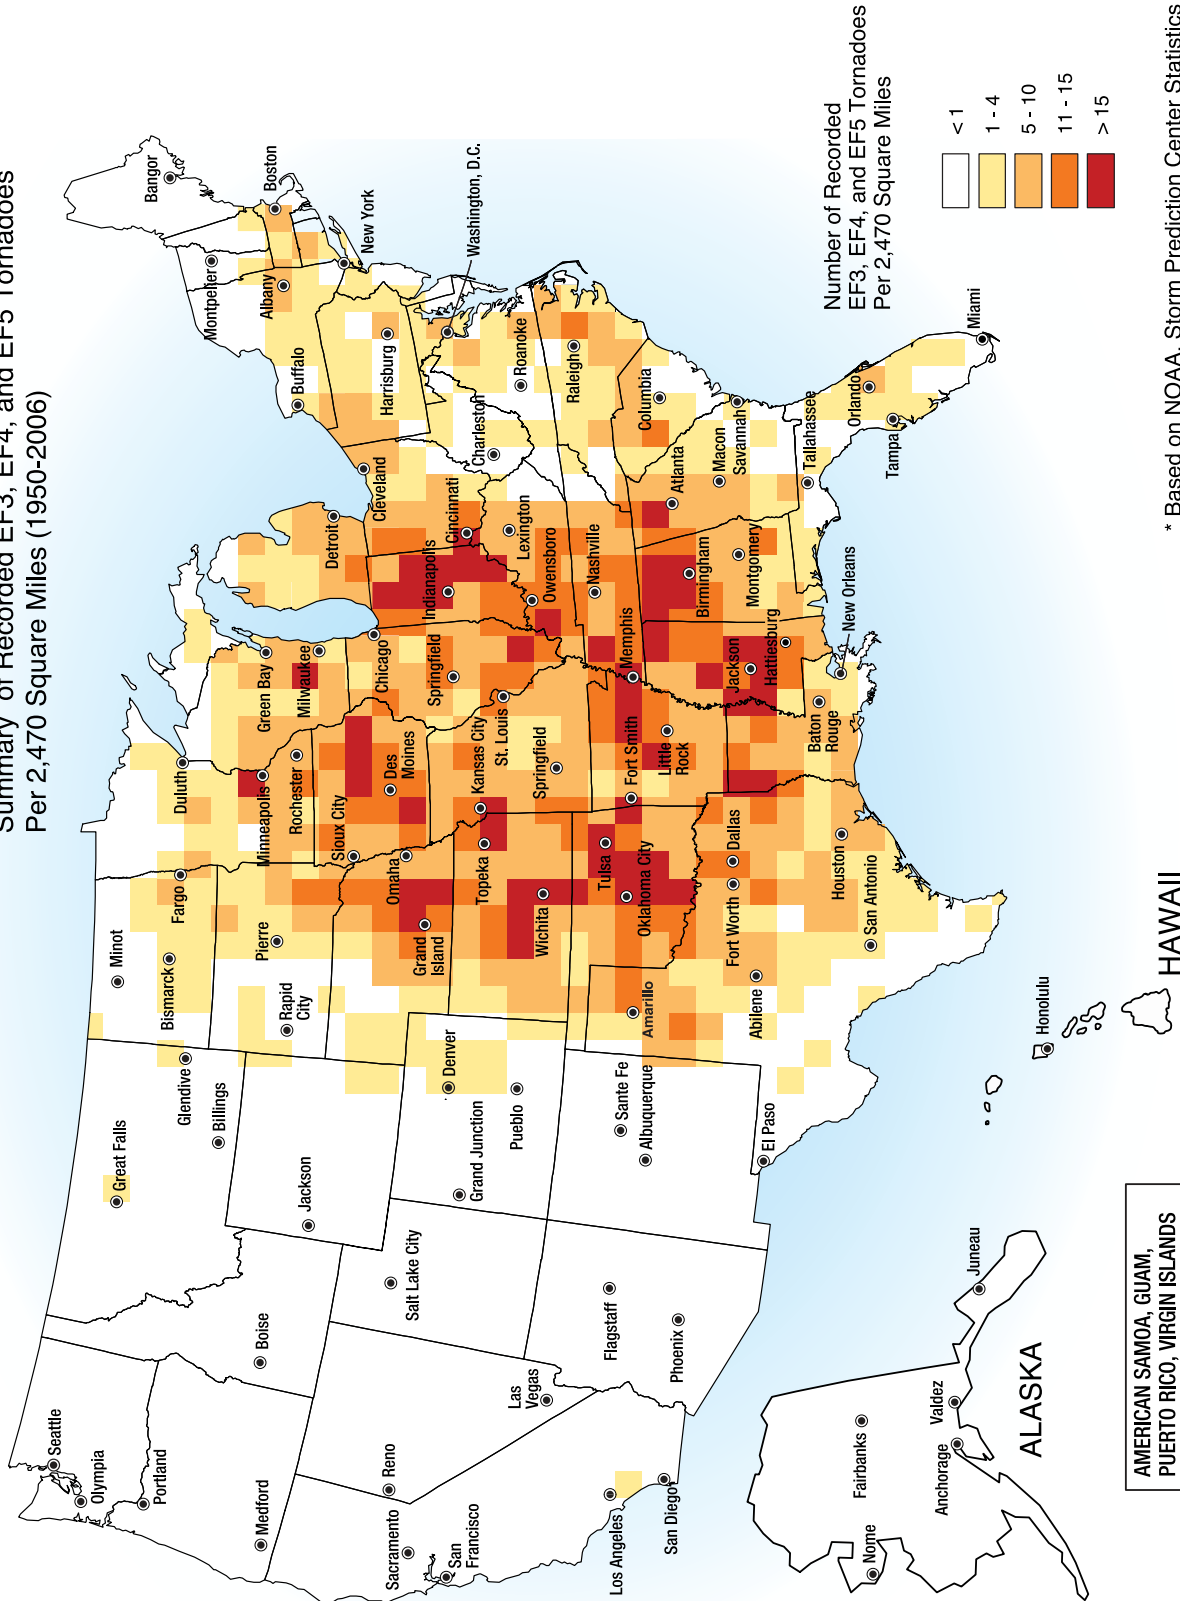 Summary of Recorded EF3, EF4, and EF5 Tornadoes
Per 2,470 Square Miles (1950-2006)
Seattle
Olympia
Portland
Medford
Boise
Great Falls
Glendive
Billings
Jackson
Salt Lake City
Reno
Sacramento
San
Francisco
Las
Vegas
Los Angeles
San Diego
Flagstaff
Phoenix
Grand Junction
Denver
Pueblo
Sante Fe
Albuquerque
El Paso
Minot
Bismarck
Fargo
Pierre
Rapid
City
Duluth
Minneapolis
Rochester
Sioux City
Des
Moines
Omaha
Grand
Island
Topeka
Kansas City
Wichita
St. Louis
Springfield
Tulsa
Oklahoma City
Fort Smith
Little
Rock
Amarillo
Fort Worth
Dallas
Abilene
Houston
San Antonio
Green Bay
Milwaukee
Chicago
Springfield
Indianapolis
Detroit
Cleveland
Cincinnati
Lexington
Owensboro
Nashville
Memphis
Birmingham
Montgomery
Jackson
Hattiesburg
New Orleans
Baton
Rouge
Atlanta
Macon
Savannah
Columbia
Tallahassee
Orlando
Tampa
Miami
Charleston
Roanoke
Raleigh
Washington, D.C.
Harrisburg
Buffalo
Albany
New York
Boston
Montpelier
Bangor
Number of Recorded
EF3, EF4, and EF5 Tornadoes
Per 2,470 Square Miles
< 1
1 - 4
5 - 10
11 - 15
> 15
* Based on NOAA, Storm Prediction Center Statistics
Nome
Fairbanks
Anchorage
Valdez
Juneau
ALASKA
Honolulu
HAWAII
AMERICAN SAMOA, GUAM,
PUERTO RICO, VIRGIN ISLANDS